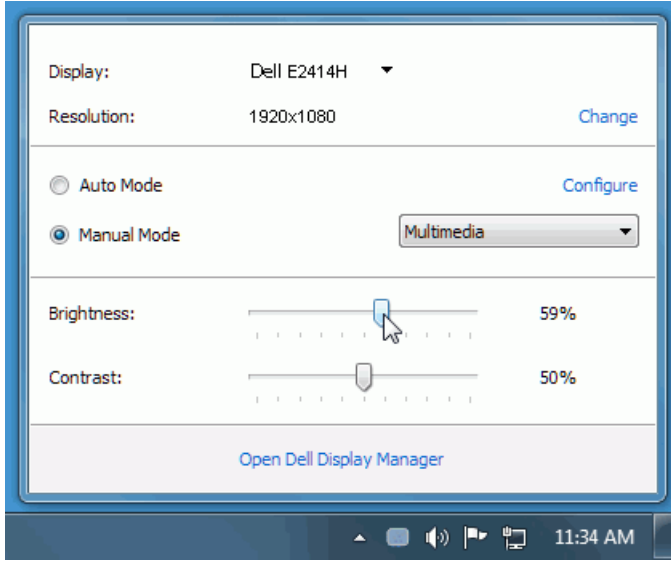 Display: Dell E2414H
Resolution: 1920x1080 Change
Auto Mode Configure
Manual Mode Multimedia
Brightness: 59%
Contrast: 50%
Open Dell Display Manager
11:34 AM